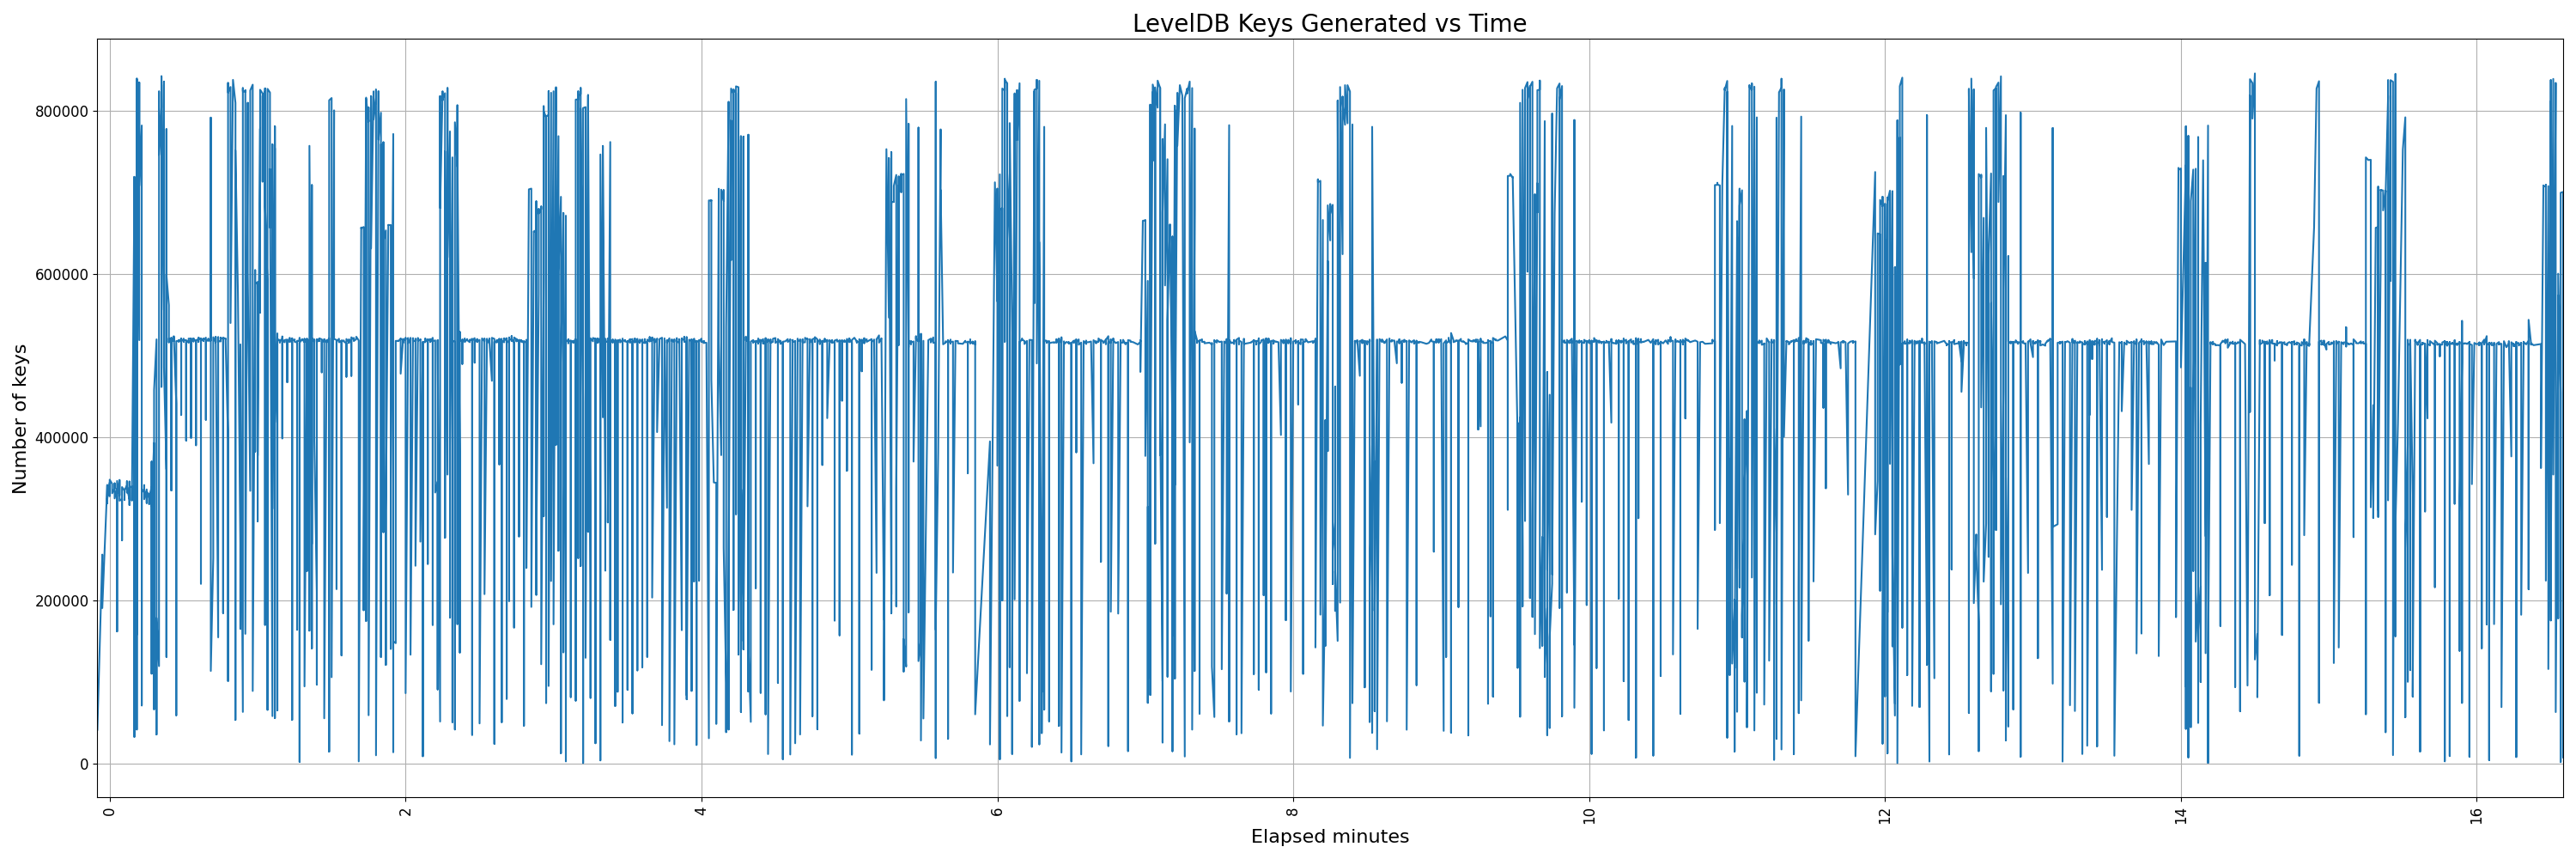 LevelDB Keys Generated vs Time
Number of keys
800000
600000
400000
200000
0
0 2 4 6 8 10 12 14 16
Elapsed minutes